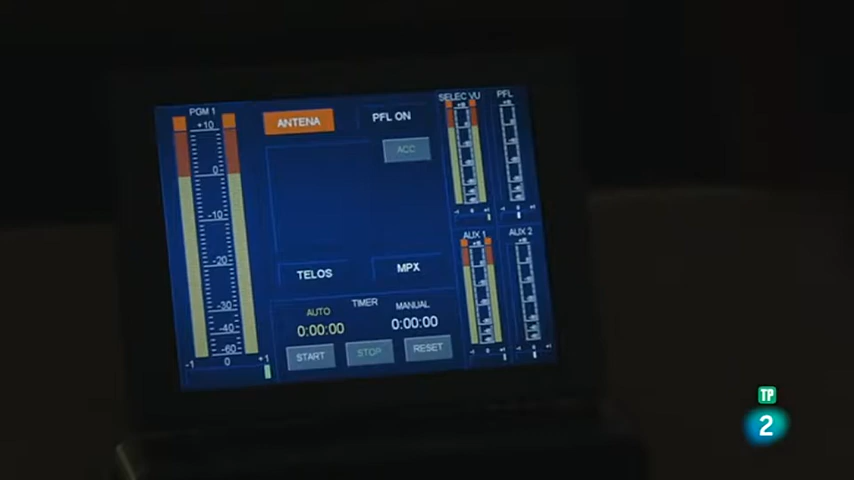 PGM 1
+10
0
-10
-20
-30
-40
-60
-1 0 +1
ANTENA
PFL ON
ACC
TELOS
MPX
TIMER
AUTO
MANUAL
0:00:00
0:00:00
START
STOP
RESET
SELEC VU
PFL
AUX 1
AUX 2
TP
2